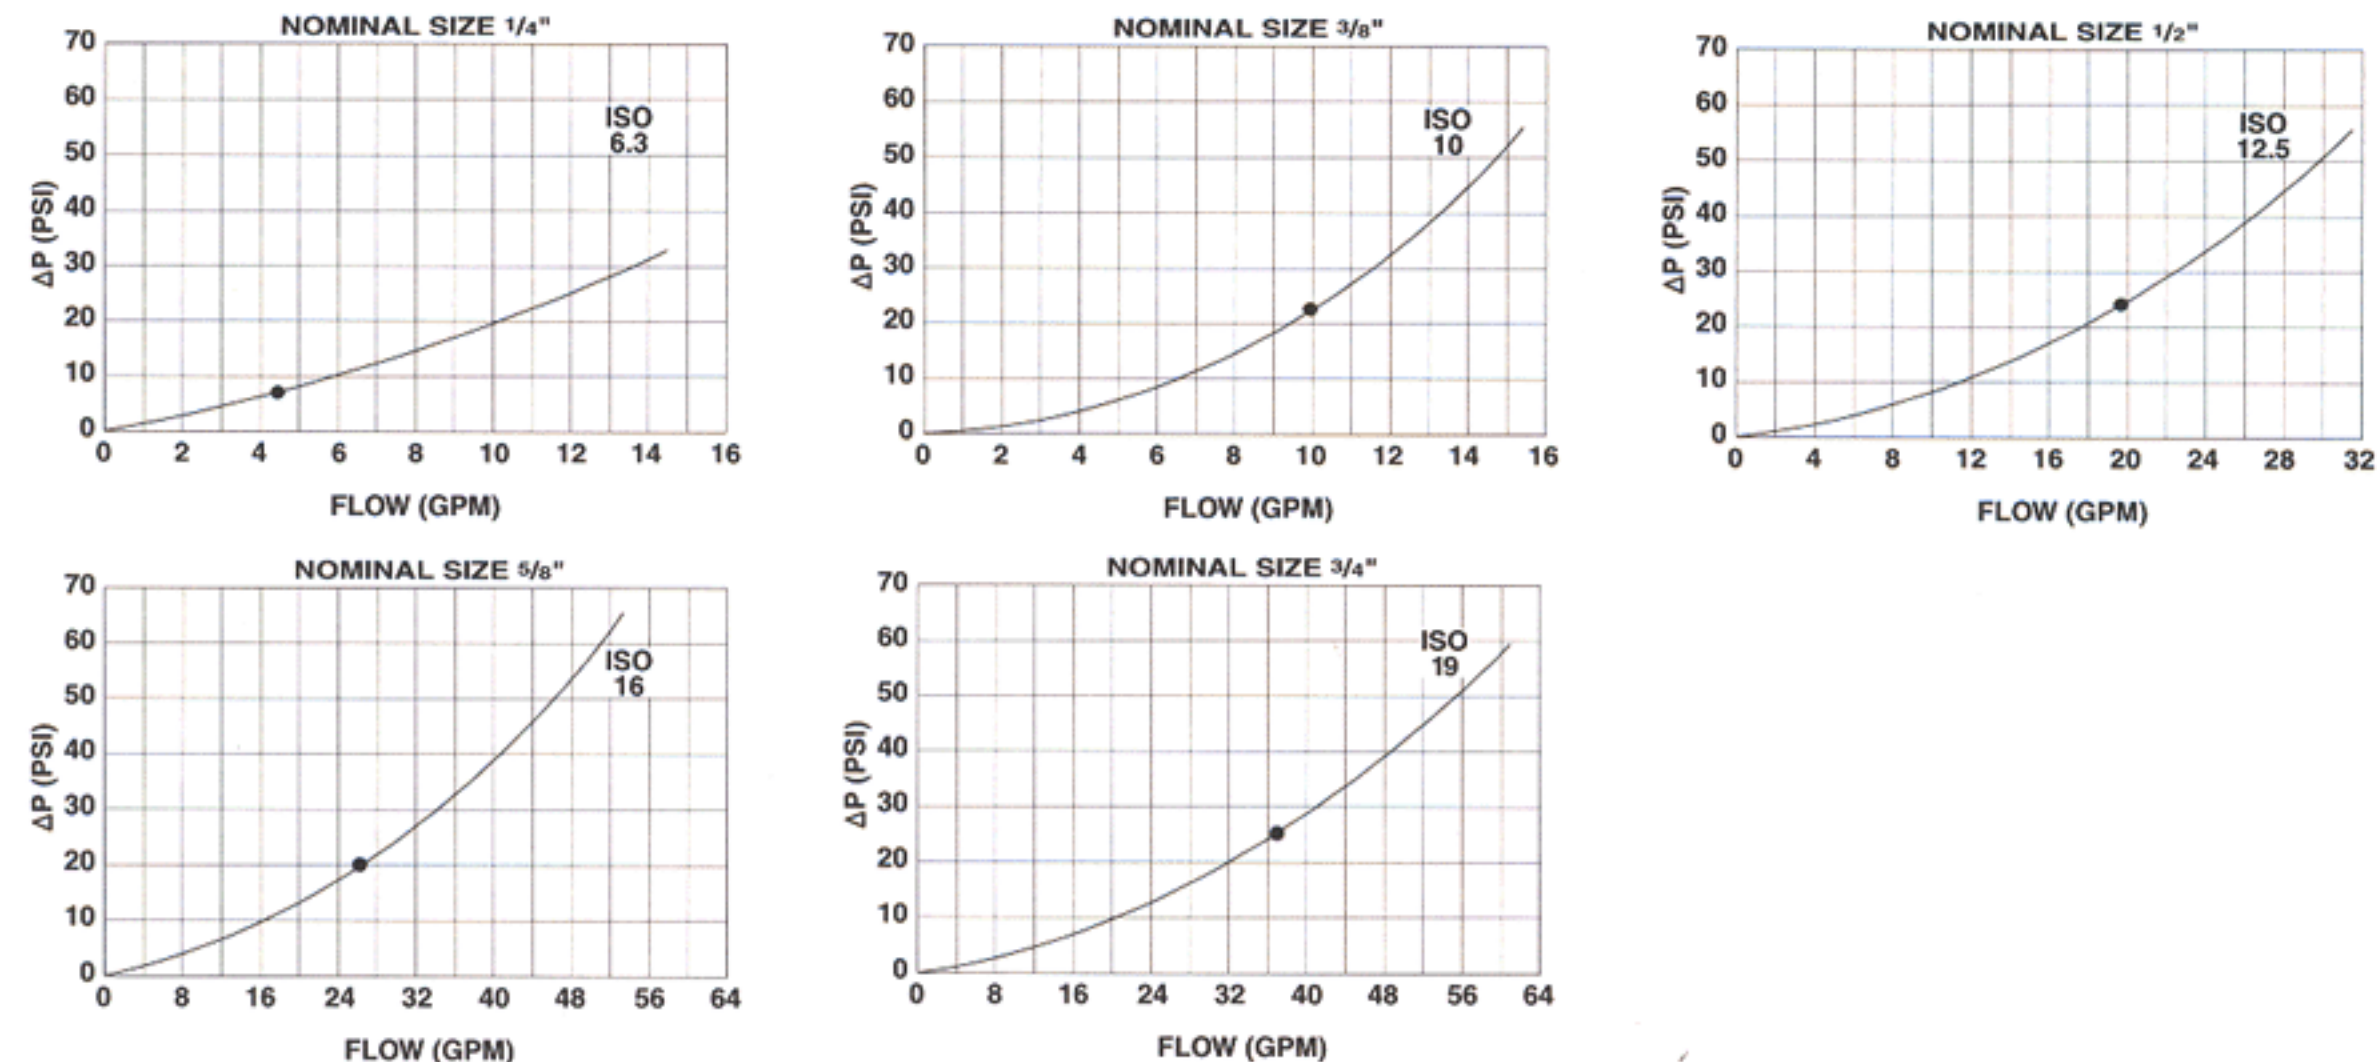 NOMINAL SIZE 1/4"
70
60
50
40
30
20
10
0
ΔP (PSI)
ISO
6.3
0 2 4 6 8 10 12 14 16
FLOW (GPM)
NOMINAL SIZE 3/8"
70
60
50
40
30
20
10
0
ΔP (PSI)
ISO
10
0 2 4 6 8 10 12 14 16
FLOW (GPM)
NOMINAL SIZE 1/2"
70
60
50
40
30
20
10
0
ΔP (PSI)
ISO
12.5
0 4 8 12 16 20 24 28 32
FLOW (GPM)
NOMINAL SIZE 5/8"
70
60
50
40
30
20
10
0
ΔP (PSI)
ISO
16
0 8 16 24 32 40 48 56 64
FLOW (GPM)
NOMINAL SIZE 3/4"
70
60
50
40
30
20
10
0
ΔP (PSI)
ISO
19
0 8 16 24 32 40 48 56 64
FLOW (GPM)